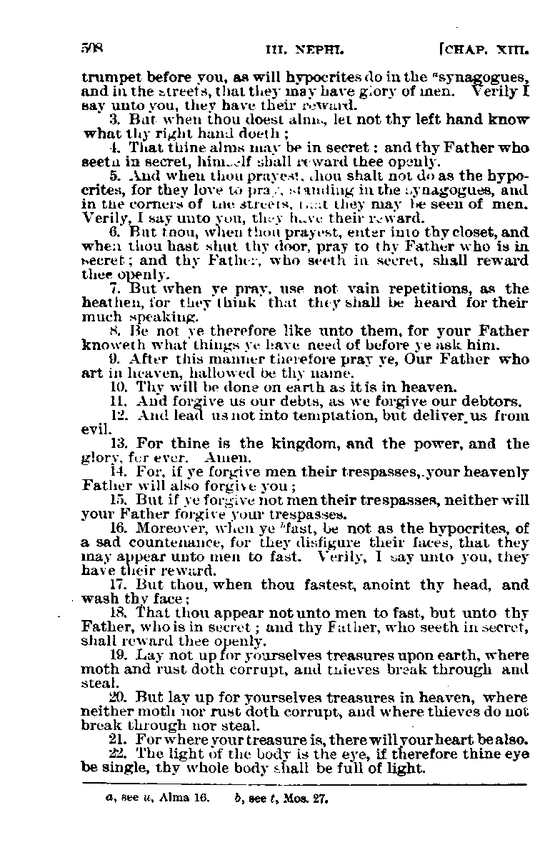 508 III. NEPHI. [CHAP. XIII.
trumpet before you, as will hypocrites do in the ᵃsynagogues,
and in the streets, that they may have glory of men. Verily I
say unto you, they have their reward.
3. But when thou doest alms, let not thy left hand know
what thy right hand doeth ;
4. That thine alms may be in secret : and thy Father who
seeth in secret, himself shall reward thee openly.
5. And when thou prayest, thou shalt not do as the hypo-
crites, for they love to pray, standing in the synagogues, and
in the corners of the streets, that they may be seen of men.
Verily, I say unto you, they have their reward.
6. But thou, when thou prayest, enter into thy closet, and
when thou hast shut thy door, pray to thy Father who is in
secret; and thy Father, who seeth in secret, shall reward
thee openly.
7. But when ye pray, use not vain repetitions, as the
heathen, for they think that they shall be heard for their
much speaking.
8. Be not ye therefore like unto them, for your Father
knoweth what things ye have need of before ye ask him.
9. After this manner therefore pray ye, Our Father who
art in heaven, hallowed be thy name.
10. Thy will be done on earth as it is in heaven.
11. And forgive us our debts, as we forgive our debtors.
12. And lead us not into temptation, but deliver us from
evil.
13. For thine is the kingdom, and the power, and the
glory, for ever. Amen.
14. For, if ye forgive men their trespasses, your heavenly
Father will also forgive you ;
15. But if ye forgive not men their trespasses, neither will
your Father forgive your trespasses.
16. Moreover, when ye ᵇfast, be not as the hypocrites, of
a sad countenance, for they disfigure their faces, that they
may appear unto men to fast. Verily, I say unto you, they
have their reward.
17. But thou, when thou fastest, anoint thy head, and
wash thy face ;
18. That thou appear not unto men to fast, but unto thy
Father, who is in secret ; and thy Father, who seeth in secret,
shall reward thee openly.
19. Lay not up for yourselves treasures upon earth, where
moth and rust doth corrupt, and thieves break through and
steal.
20. But lay up for yourselves treasures in heaven, where
neither moth nor rust doth corrupt, and where thieves do not
break through nor steal.
21. For where your treasure is, there will your heart be also.
22. The light of the body is the eye, if therefore thine eye
be single, thy whole body shall be full of light.
a, see u, Alma 16. b, see t, Mos. 27.